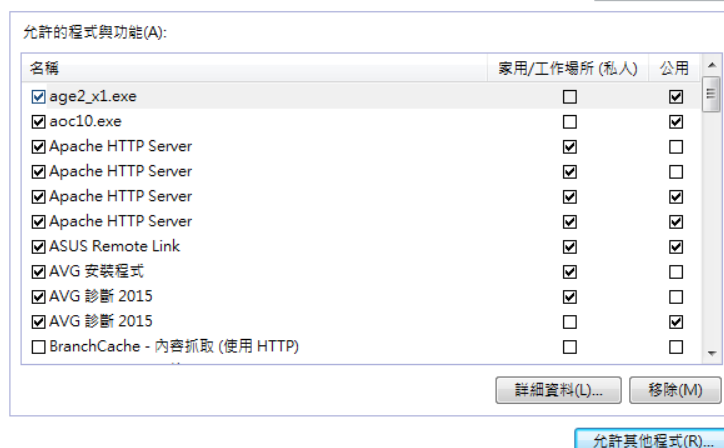 允許的程式與功能(A):
名稱 家用/工作場所 (私人) 公用
age2_x1.exe
aoc10.exe
Apache HTTP Server
Apache HTTP Server
Apache HTTP Server
Apache HTTP Server
ASUS Remote Link
AVG 安裝程式
AVG 診斷 2015
AVG 診斷 2015
BranchCache - 內容抓取 (使用 HTTP)
詳細資料(L)... 移除(M)
允許其他程式(R)...